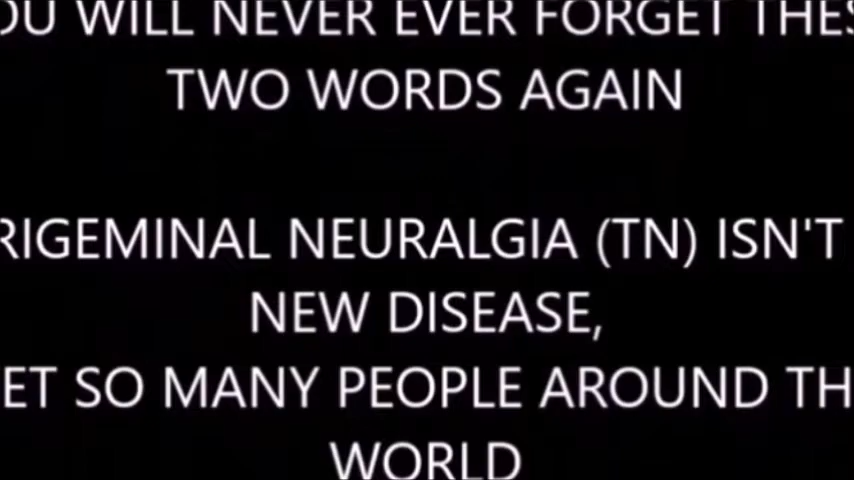 OU WILL NEVER EVER FORGET THES
TWO WORDS AGAIN
RIGEMINAL NEURALGIA (TN) ISN'T
NEW DISEASE,
ET SO MANY PEOPLE AROUND TH
WORLD